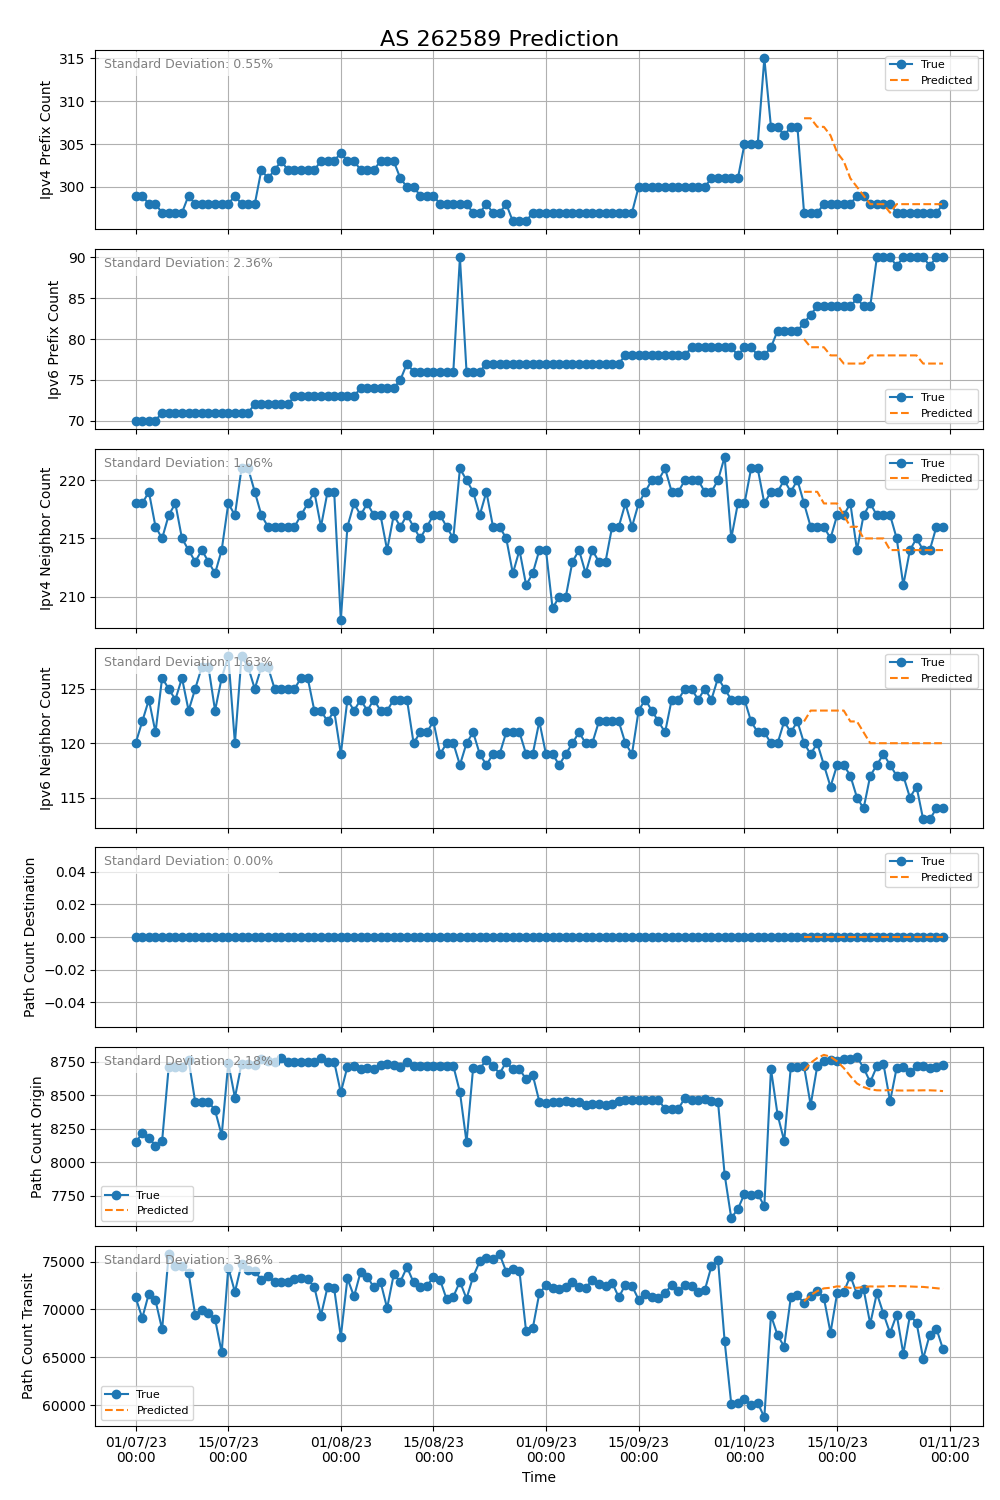 AS 262589 Prediction
Standard Deviation: 0.55%
True
Predicted
Ipv4 Prefix Count
315
310
305
300
Standard Deviation: 2.36%
True
Predicted
Ipv6 Prefix Count
90
85
80
75
70
Standard Deviation: 1.06%
True
Predicted
Ipv4 Neighbor Count
220
215
210
Standard Deviation: 1.63%
True
Predicted
Ipv6 Neighbor Count
125
120
115
Standard Deviation: 0.00%
True
Predicted
Path Count Destination
0.04
0.02
0.00
−0.02
−0.04
Standard Deviation: 2.18%
True
Predicted
Path Count Origin
8750
8500
8250
8000
7750
Standard Deviation: 3.86%
True
Predicted
Path Count Transit
75000
70000
65000
60000
01/07/23 15/07/23 01/08/23 15/08/23 01/09/23 15/09/23 01/10/23 15/10/23 01/11/23
00:00 00:00 00:00 00:00 00:00 00:00 00:00 00:00 00:00
Time